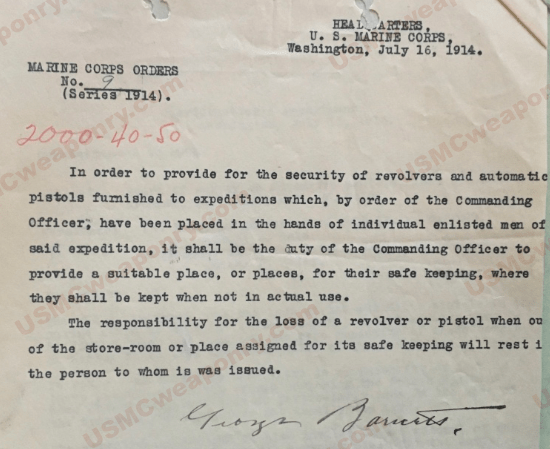 HEADQUARTERS,
U. S. MARINE CORPS,
Washington, July 16, 1914.
MARINE CORPS ORDERS
No. 9
(Series 1914).
2000-40-50
In order to provide for the security of revolvers and automatic
pistols furnished to expeditions which, by order of the Commanding
Officer, have been placed in the hands of individual enlisted men of
said expedition, it shall be the duty of the Commanding Officer to
provide a suitable place, or places, for their safe keeping, where
they shall be kept when not in actual use.
The responsibility for the loss of a revolver or pistol when ou
of the store-room or place assigned for its safe keeping will rest i
the person to whom is was issued.
George Barnett.
USMCweaponry.com